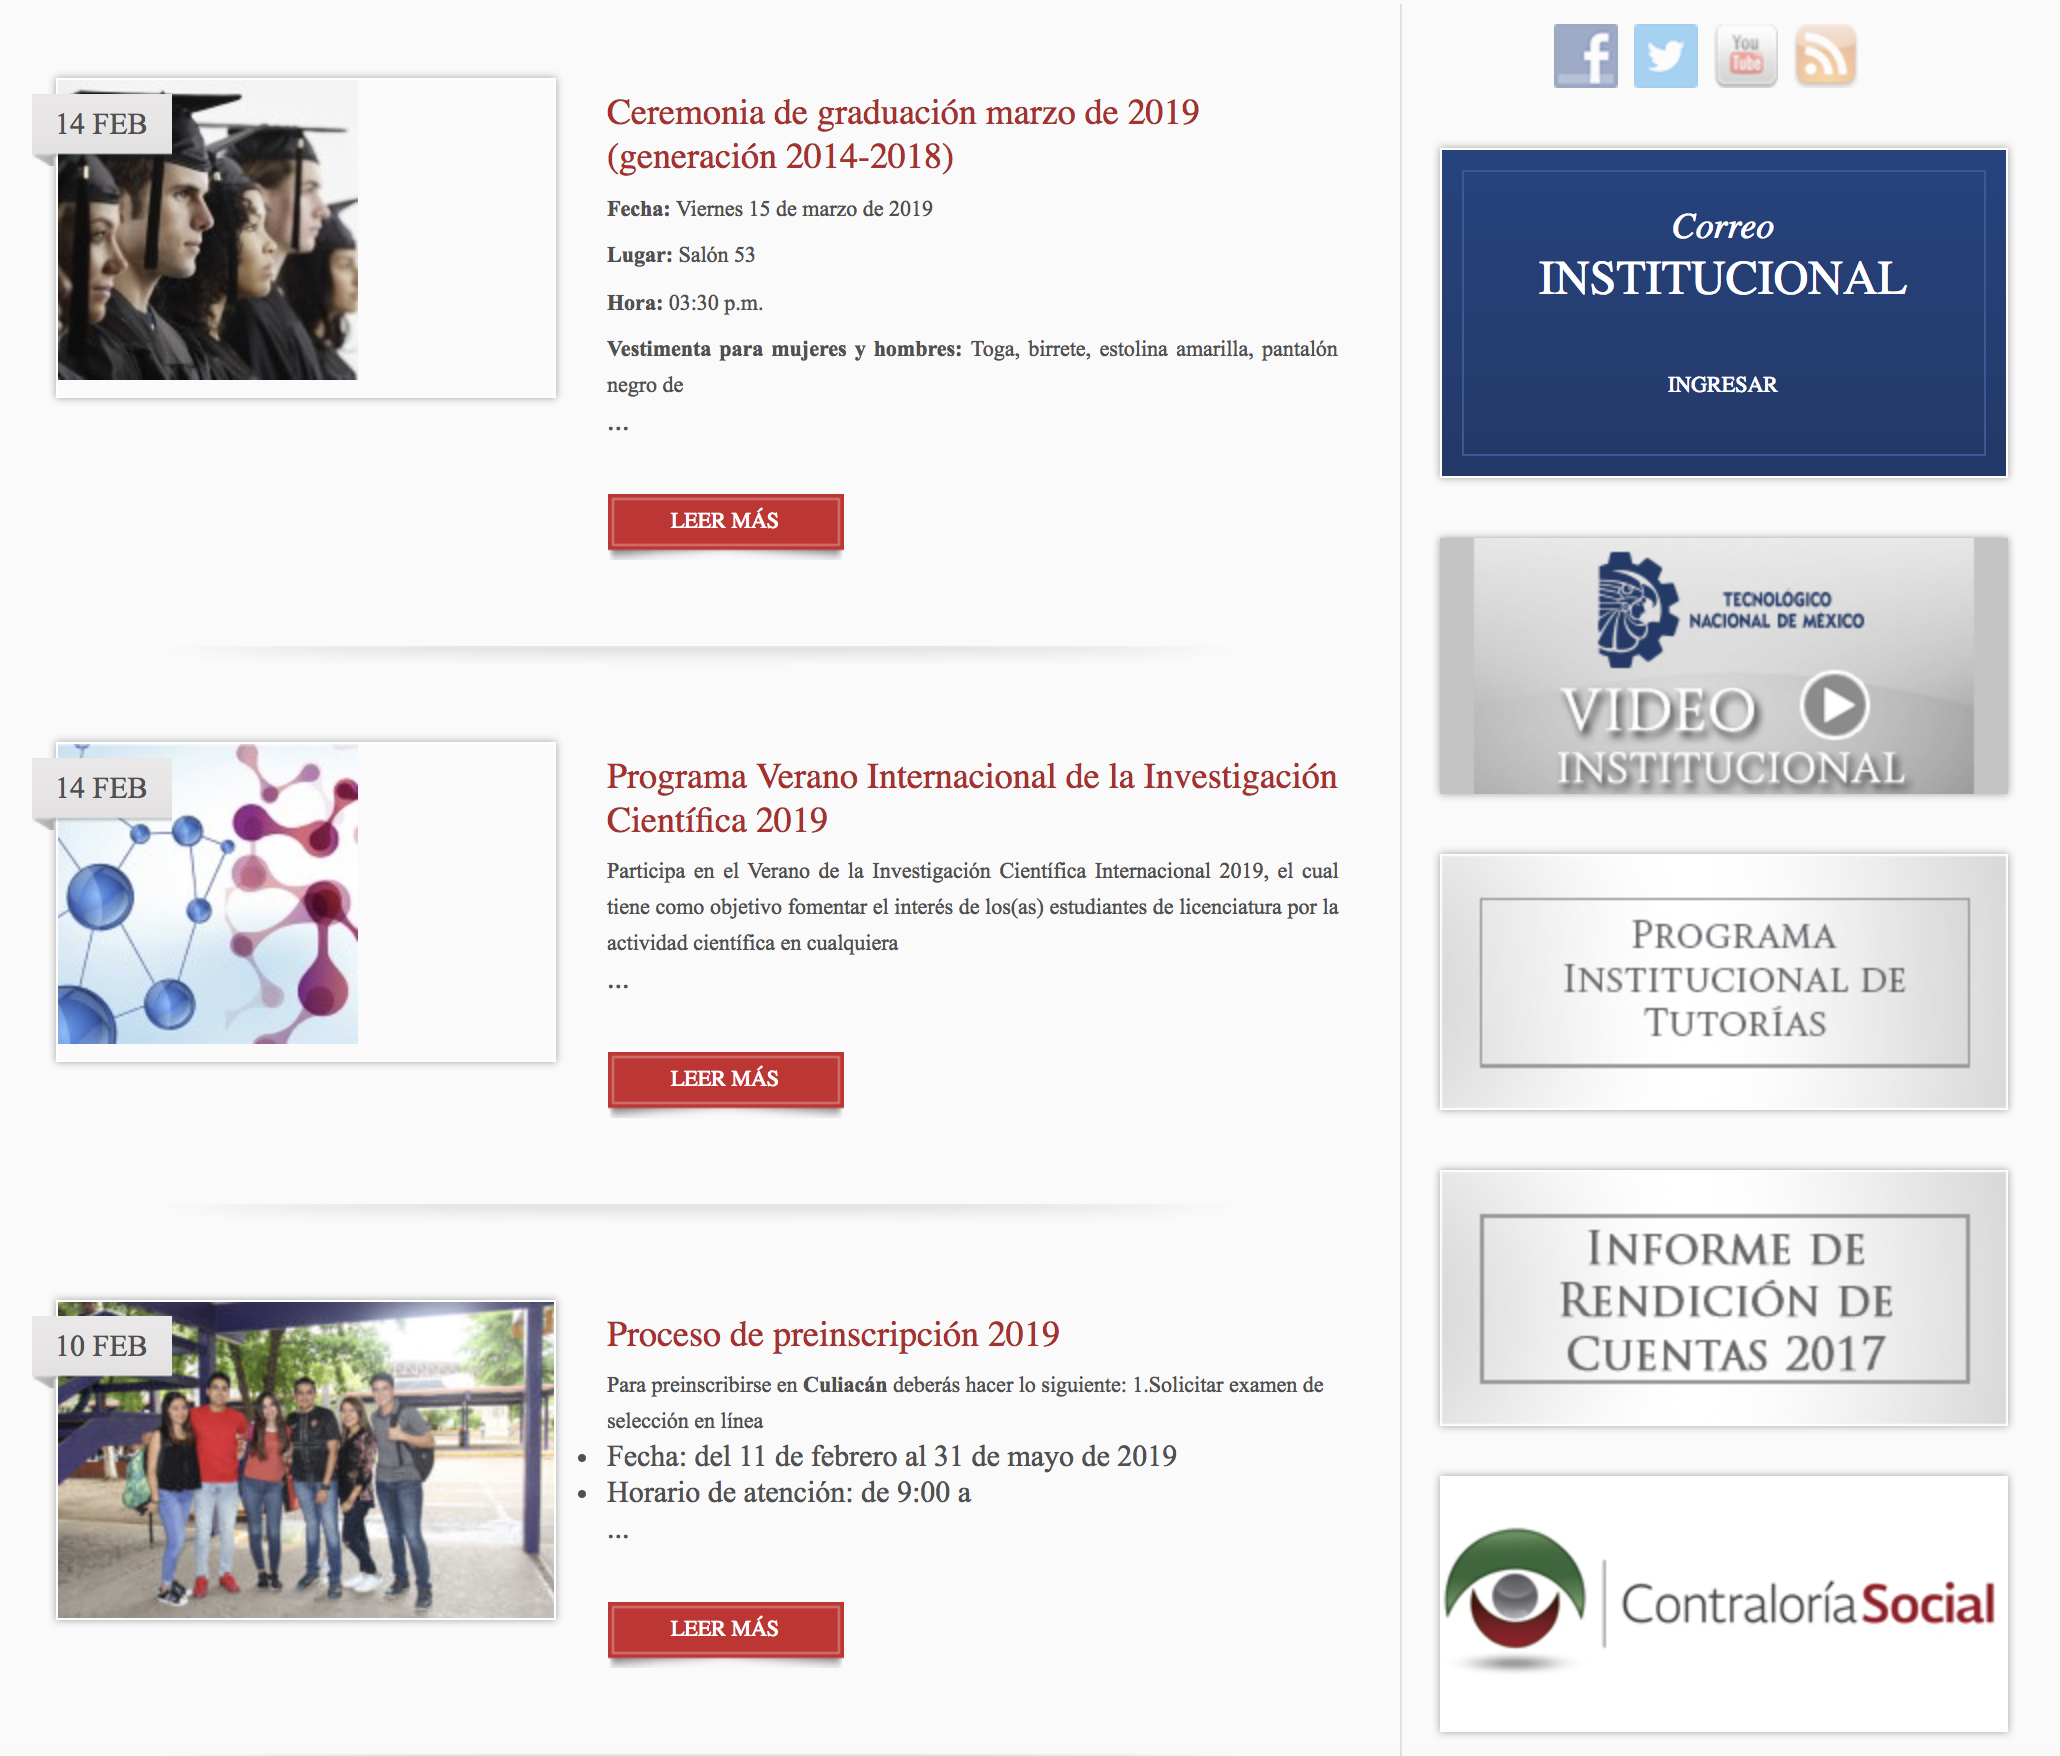 14 FEB
Ceremonia de graduación marzo de 2019
(generación 2014-2018)
Fecha: Viernes 15 de marzo de 2019
Lugar: Salón 53
Hora: 03:30 p.m.
Vestimenta para mujeres y hombres: Toga, birrete, estolina amarilla, pantalón
negro de
...
LEER MÁS
14 FEB
Programa Verano Internacional de la Investigación
Científica 2019
Participa en el Verano de la Investigación Científica Internacional 2019, el cual
tiene como objetivo fomentar el interés de los(as) estudiantes de licenciatura por la
actividad científica en cualquiera
...
LEER MÁS
10 FEB
Proceso de preinscripción 2019
Para preinscribirse en Culiacán deberás hacer lo siguiente: 1.Solicitar examen de
selección en línea
• Fecha: del 11 de febrero al 31 de mayo de 2019
• Horario de atención: de 9:00 a
...
LEER MÁS
f
You
Tube
Correo
INSTITUCIONAL
INGRESAR
TECNOLÓGICO
NACIONAL DE MÉXICO
VIDEO
INSTITUCIONAL
PROGRAMA
INSTITUCIONAL DE
TUTORÍAS
INFORME DE
RENDICIÓN DE
CUENTAS 2017
ContraloríaSocial